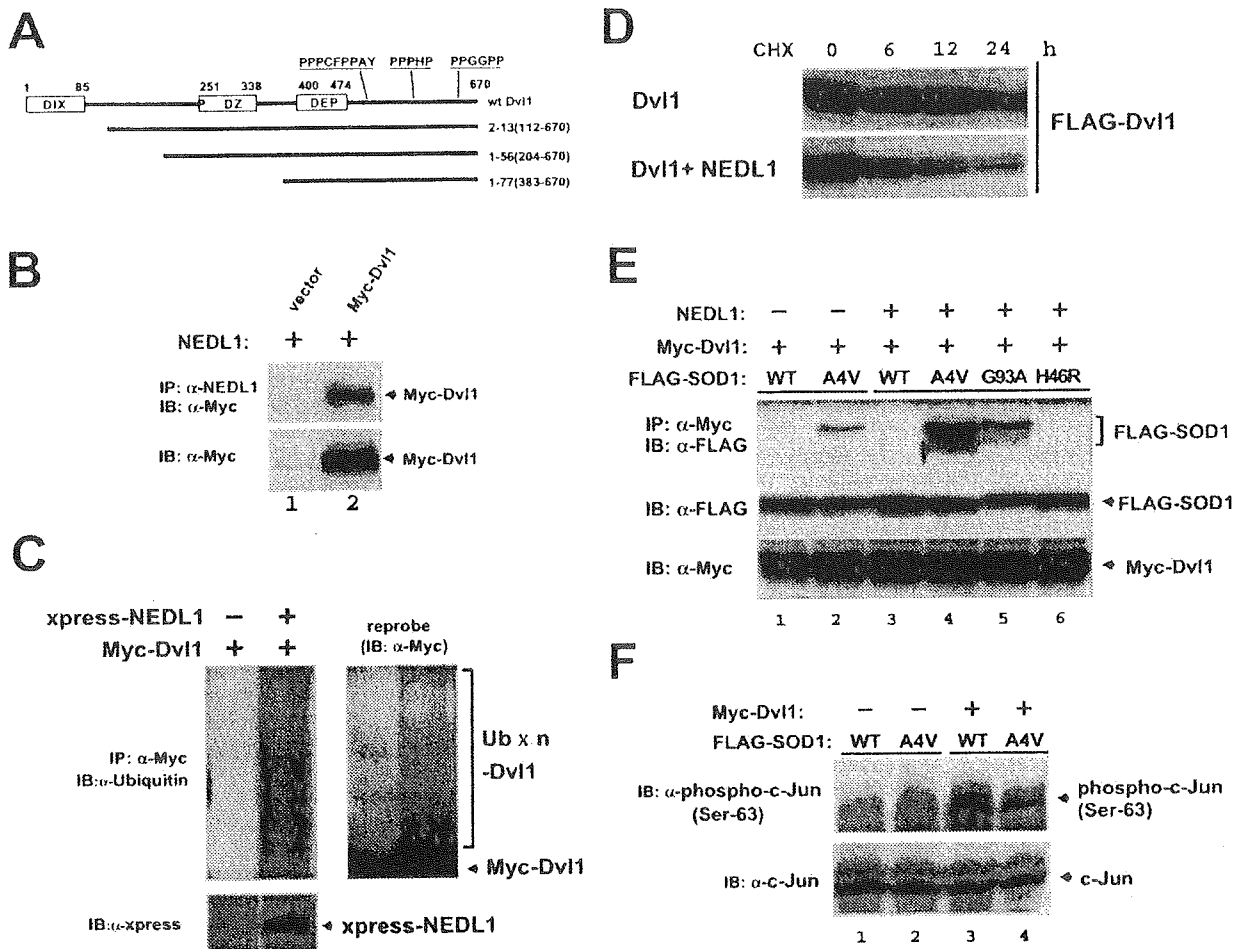 A
PPPCFPPAY PPPHP PPGGPP
1 85 251 338 400 474 670
DIX P DZ DEP wt Dvl1
2-13(112-670)
1-56(204-670)
1-77(383-670)
B
vector Myc-Dvl1
NEDL1: + +
IP: α-NEDL1
IB: α-Myc
Myc-Dvl1
IB: α-Myc Myc-Dvl1
1 2
C
xpress-NEDL1 - +
Myc-Dvl1 + +
reprobe
(IB: α-Myc)
IP: α-Myc
IB:α-Ubiquitin
Ub x n
-Dvl1
Myc-Dvl1
IB:α-xpress xpress-NEDL1
D
CHX 0 6 12 24 h
Dvl1
Dvl1+ NEDL1
FLAG-Dvl1
E
NEDL1: - - + + + +
Myc-Dvl1: + + + + + +
FLAG-SOD1: WT A4V WT A4V G93A H46R
IP: α-Myc
IB: α-FLAG
FLAG-SOD1
IB: α-FLAG FLAG-SOD1
IB: α-Myc Myc-Dvl1
1 2 3 4 5 6
F
Myc-Dvl1: - - + +
FLAG-SOD1: WT A4V WT A4V
IB: α-phospho-c-Jun
(Ser-63)
phospho-c-Jun
(Ser-63)
IB: α-c-Jun c-Jun
1 2 3 4